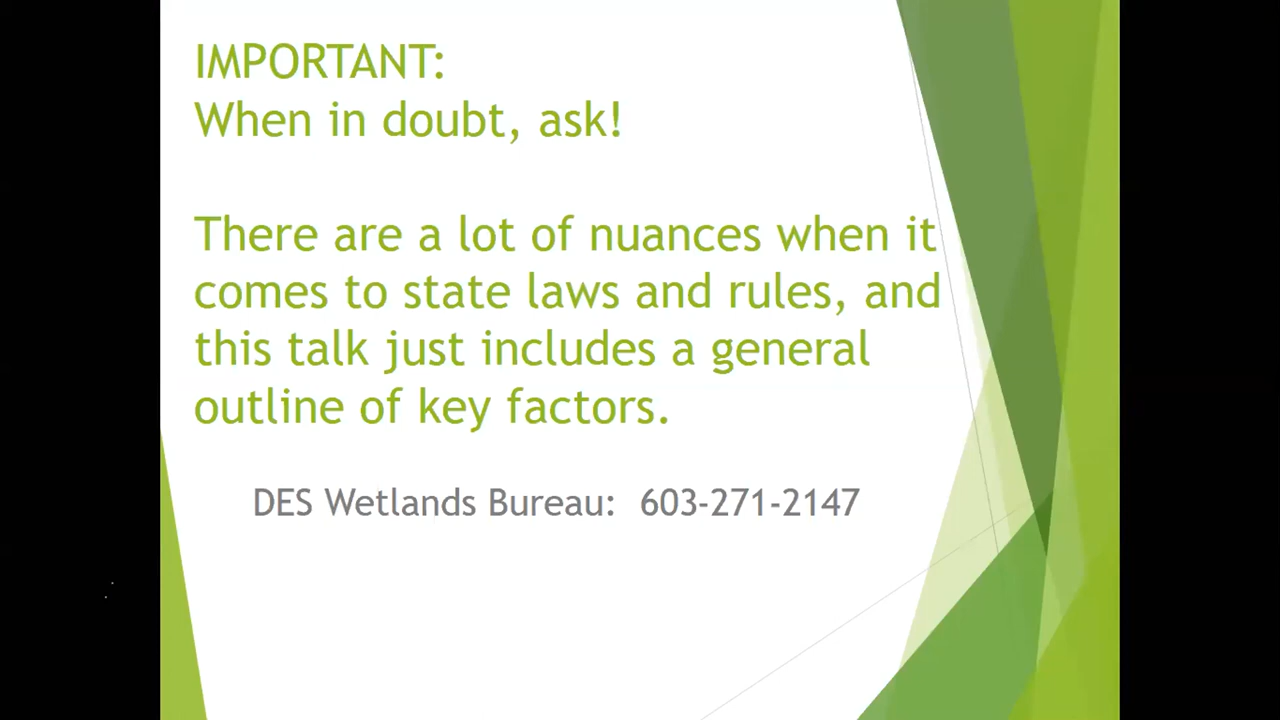 IMPORTANT:
When in doubt, ask!
There are a lot of nuances when it
comes to state laws and rules, and
this talk just includes a general
outline of key factors.
DES Wetlands Bureau:  603-271-2147